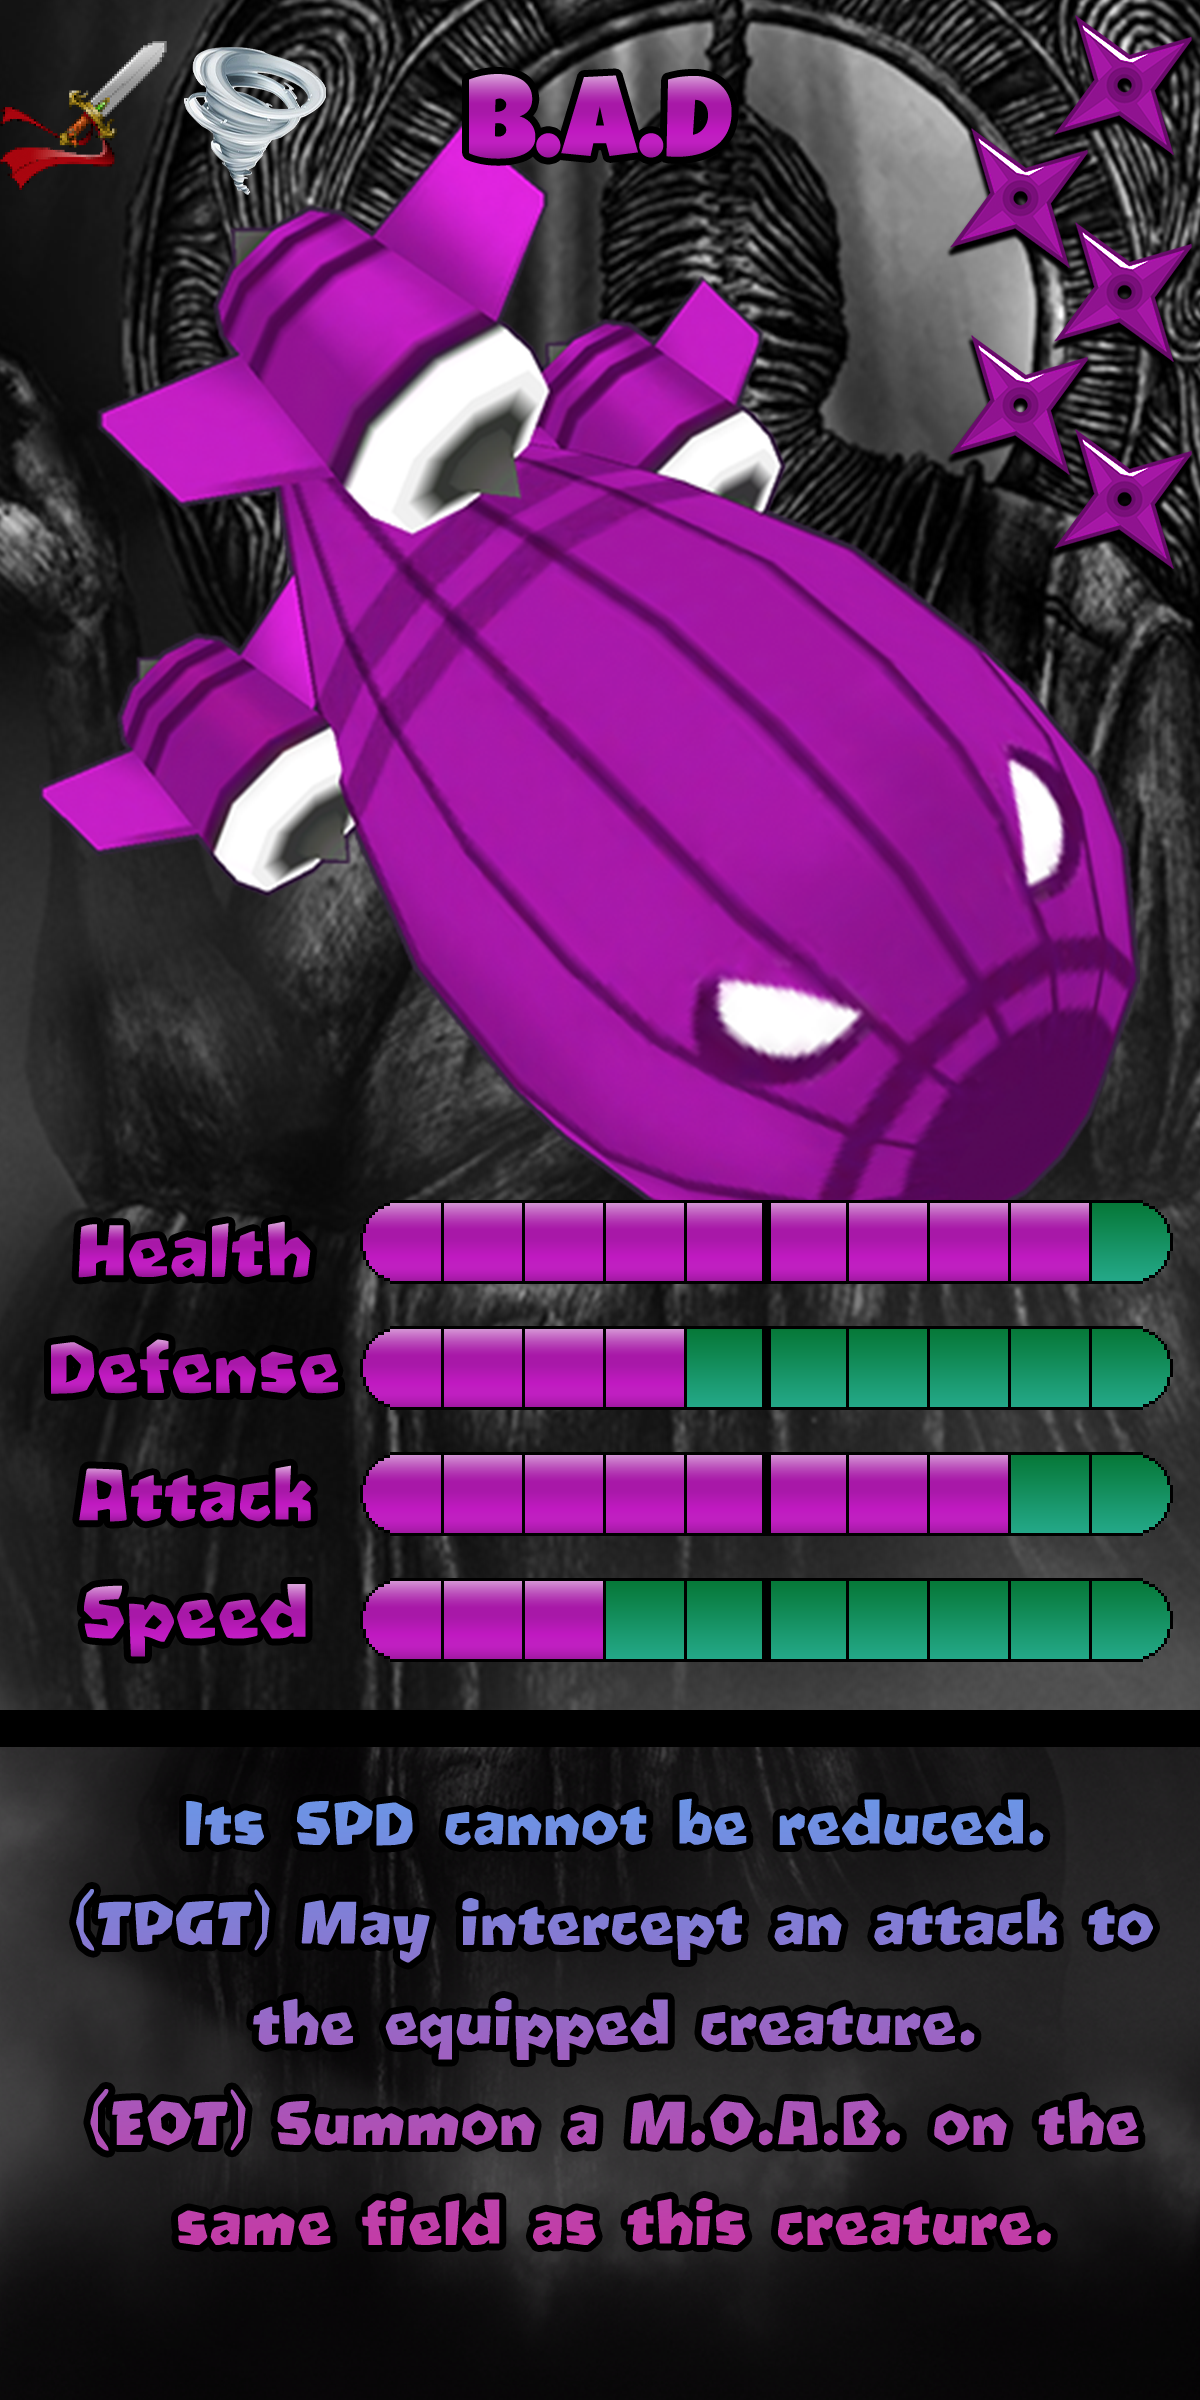 B.A.D
Health
Defense
Attack
Speed
Its SPD cannot be reduced.
(TPGT) May intercept an attack to
the equipped creature.
(EOT) Summon a M.O.A.B. on the
same field as this creature.